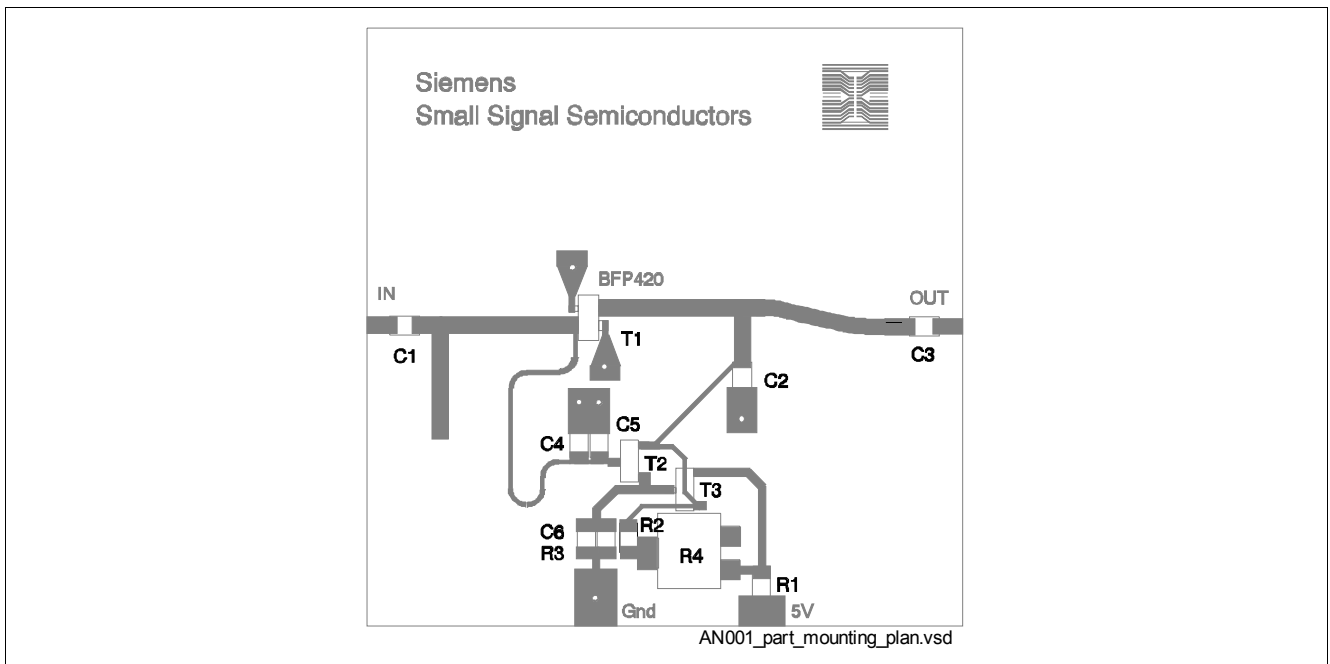 Siemens
Small Signal Semiconductors
BFP420
IN
OUT
T1
C1
C3
C2
C5
C4
T2
T3
R2
C6
R3
R4
R1
Gnd
5V
AN001_part_mounting_plan.vsd